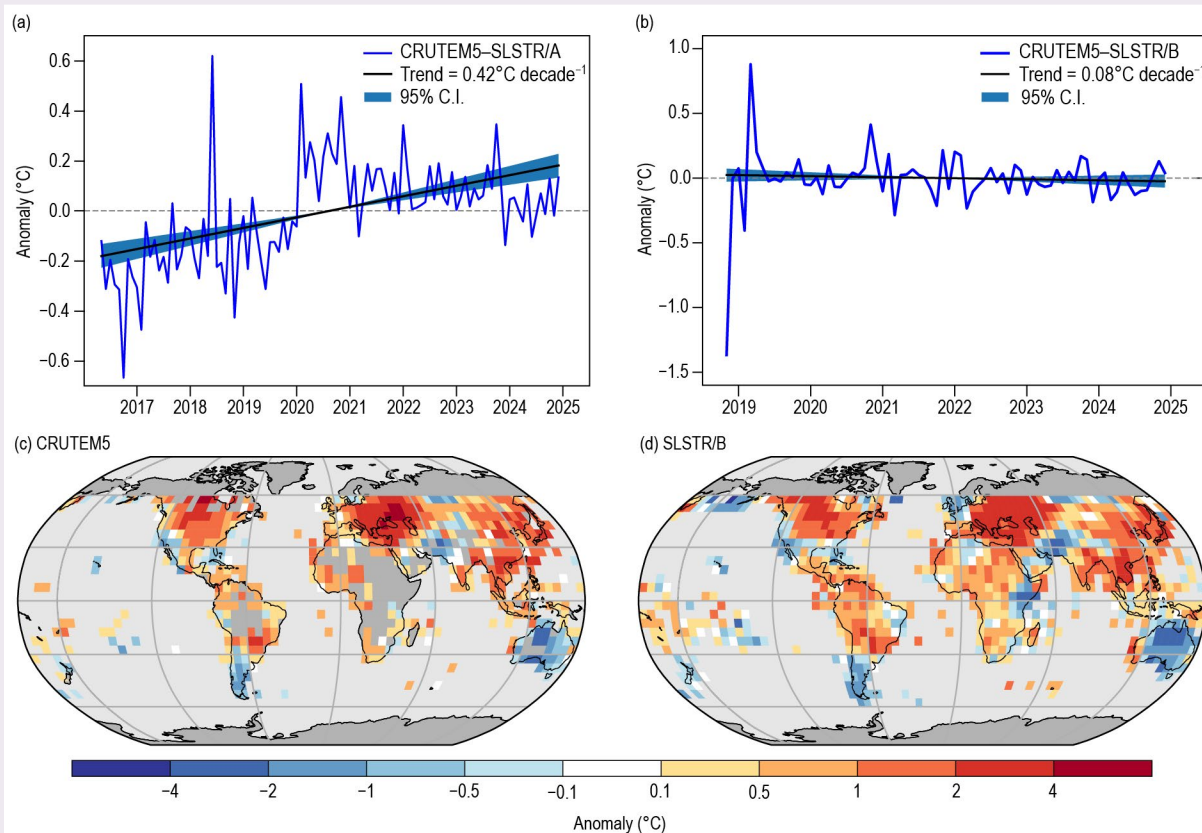 (a)
CRUTEM5–SLSTR/A
Trend = 0.42°C decade⁻¹
95% C.I.
Anomaly (°C)
0.6
0.4
0.2
0.0
−0.2
−0.4
−0.6
2017 2018 2019 2020 2021 2022 2023 2024 2025
(b)
CRUTEM5–SLSTR/B
Trend = 0.08°C decade⁻¹
95% C.I.
Anomaly (°C)
1.0
0.5
0.0
−0.5
−1.0
−1.5
2019 2020 2021 2022 2023 2024 2025
(c) CRUTEM5
(d) SLSTR/B
−4 −2 −1 −0.5 −0.1 0.1 0.5 1 2 4
Anomaly (°C)